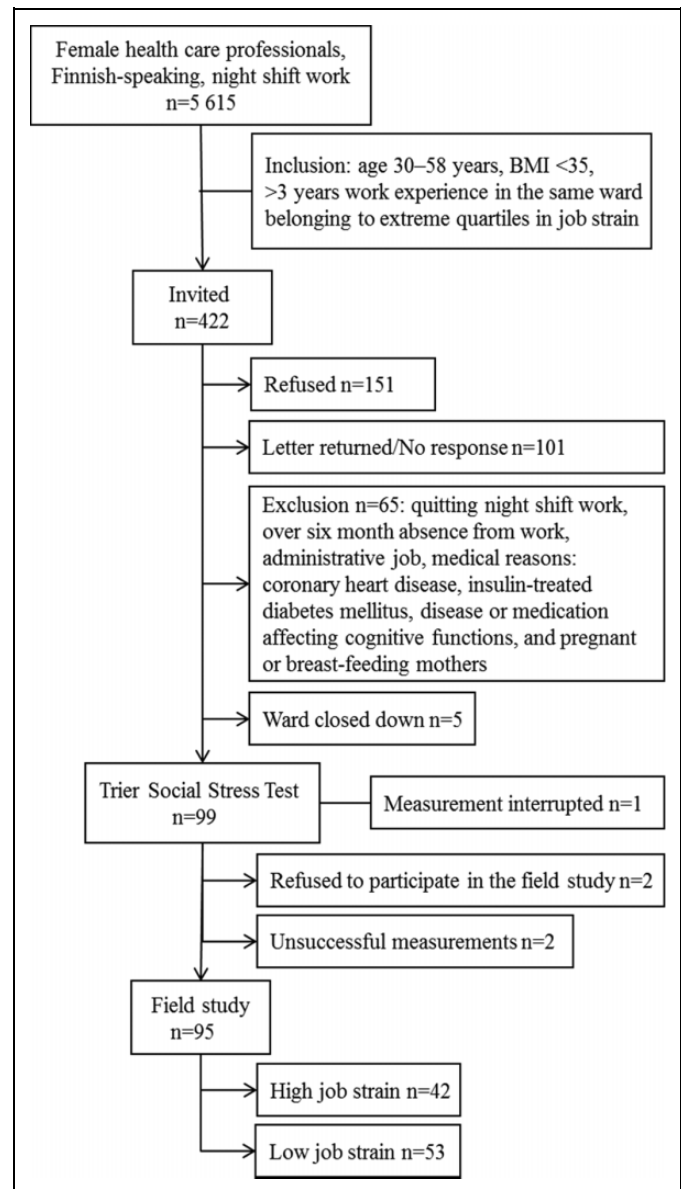 Female health care professionals,
Finnish-speaking, night shift work
n=5 615
Inclusion: age 30–58 years, BMI <35,
>3 years work experience in the same ward
belonging to extreme quartiles in job strain
Invited
n=422
Refused n=151
Letter returned/No response n=101
Exclusion n=65: quitting night shift work,
over six month absence from work,
administrative job, medical reasons:
coronary heart disease, insulin-treated
diabetes mellitus, disease or medication
affecting cognitive functions, and pregnant
or breast-feeding mothers
Ward closed down n=5
Trier Social Stress Test
n=99
Measurement interrupted n=1
Refused to participate in the field study n=2
Unsuccessful measurements n=2
Field study
n=95
High job strain n=42
Low job strain n=53